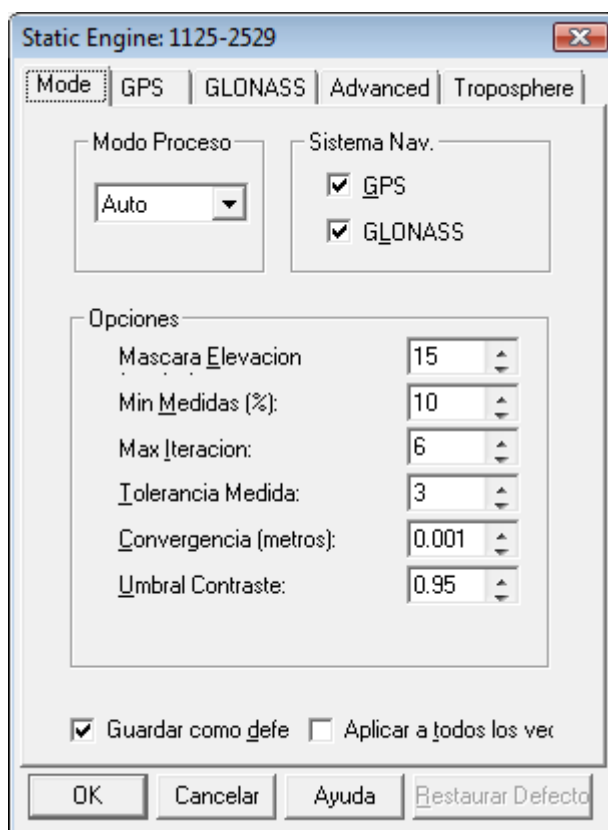 Static Engine: 1125-2529
Mode GPS GLONASS Advanced Troposphere
Modo Proceso
Auto
Sistema Nav.
GPS
GLONASS
Opciones
Mascara Elevacion 15
Min Medidas (%): 10
Max Iteracion: 6
Tolerancia Medida: 3
Convergencia (metros): 0.001
Umbral Contraste: 0.95
Guardar como defe Aplicar a todos los vec
OK Cancelar Ayuda Restaurar Defecto